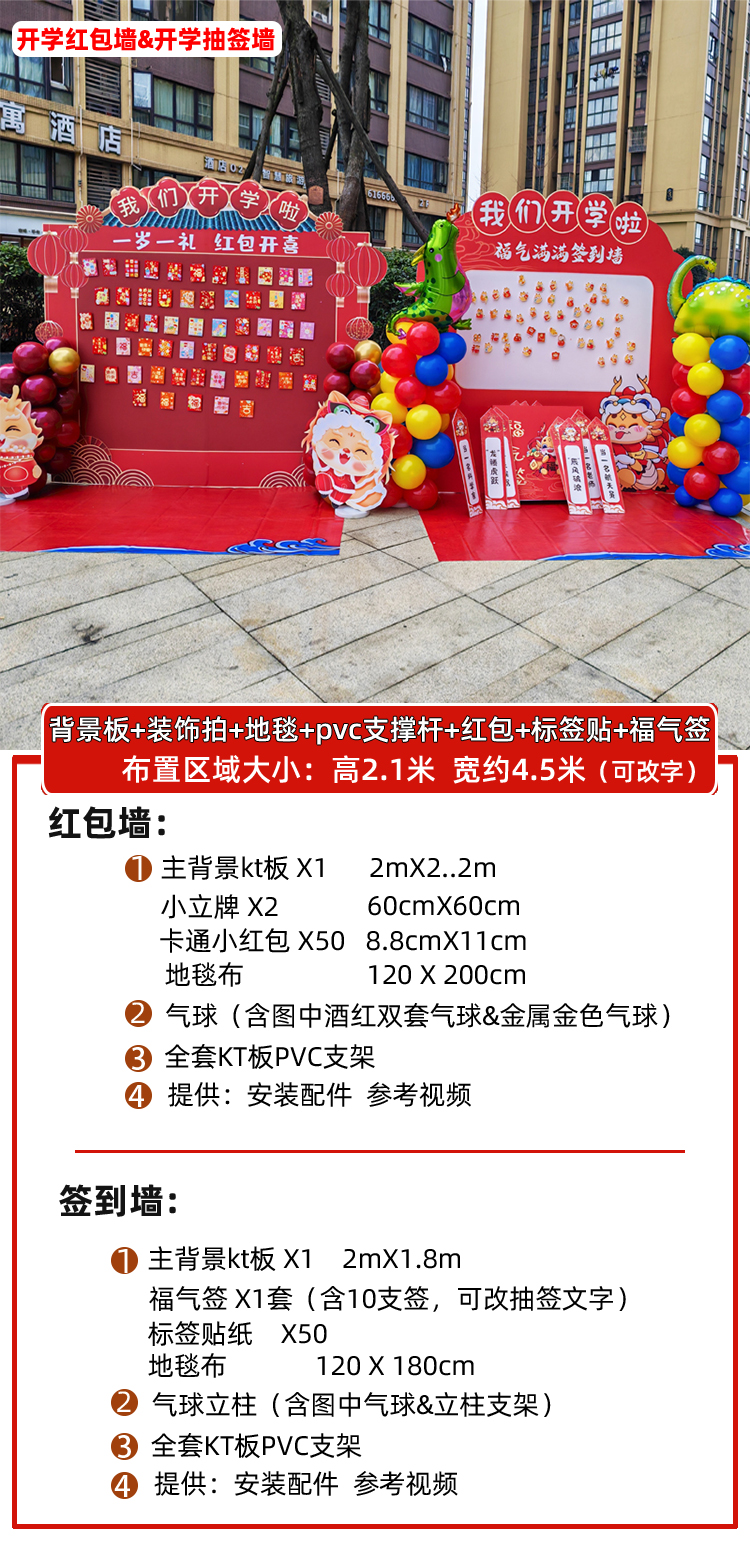 开学红包墙&开学抽签墙
寓酒店
我们开学啦
一岁一礼 红包开喜
我们开学啦
福气满满签到墙
龙腾虎跃
乘风破浪
背景板+装饰拍+地毯+pvc支撑杆+红包+标签贴+福气签
布置区域大小：高2.1米 宽约4.5米（可改字）
红包墙：
1 主背景kt板 X1 2mX2..2m
小立牌 X2 60cmX60cm
卡通小红包 X50 8.8cmX11cm
地毯布 120 X 200cm
2 气球（含图中酒红双套气球&金属金色气球）
3 全套KT板PVC支架
4 提供：安装配件 参考视频
签到墙：
1 主背景kt板 X1 2mX1.8m
福气签 X1套（含10支签，可改抽签文字）
标签贴纸 X50
地毯布 120 X 180cm
2 气球立柱（含图中气球&立柱支架）
3 全套KT板PVC支架
4 提供：安装配件 参考视频